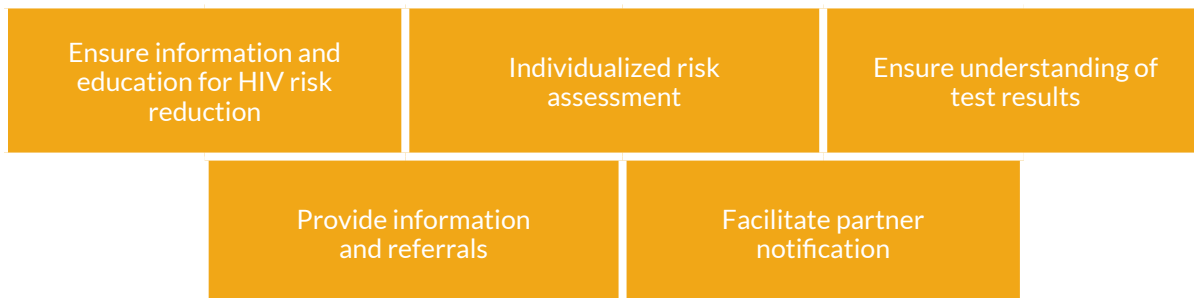 Ensure information and
education for HIV risk
reduction
Individualized risk
assessment
Ensure understanding of
test results
Provide information
and referrals
Facilitate partner
notification